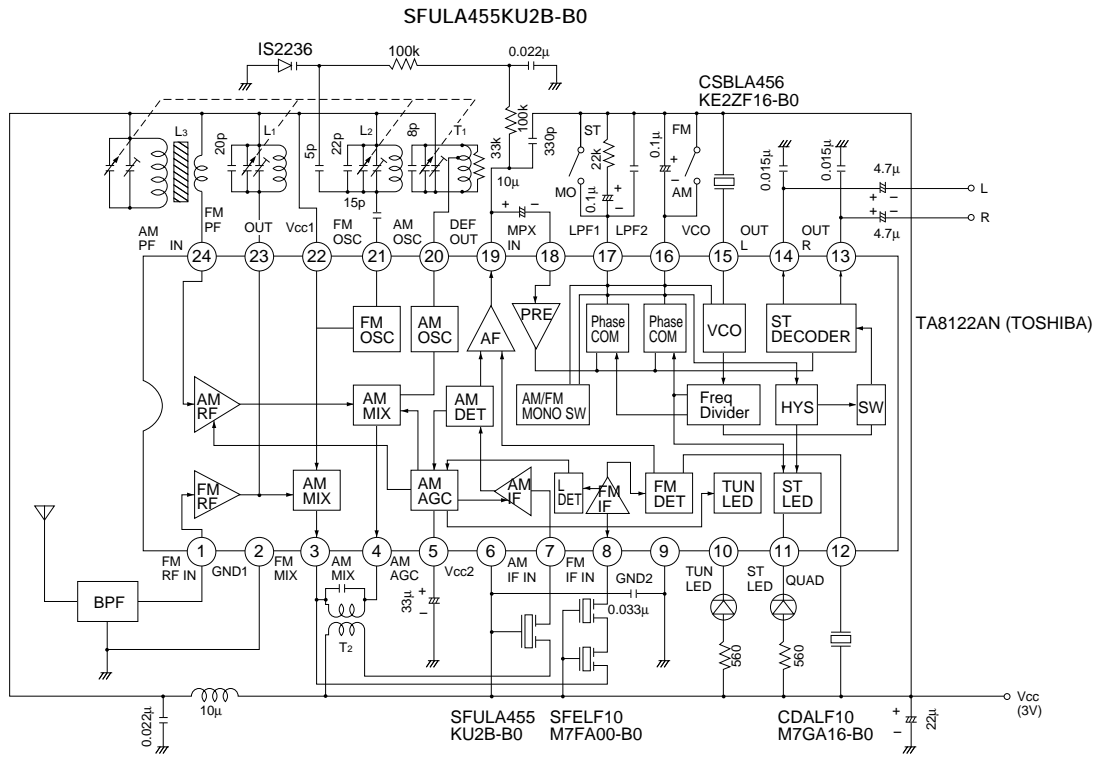 SFULA455KU2B-B0
IS2236
100k
0.022μ
CSBLA456
KE2ZF16-B0
L3
20p
L1
5p
22p
L2
8p
T1
33k
100k
330p
ST
22k
MO
0.1μ
+
−
0.1μ
+
−
FM
AM
0.015μ
0.015μ
4.7μ
+ −
L
+ −
R
4.7μ
15p
10μ
+ −
AM
PF
FM
PF
IN
OUT
Vcc1
FM
OSC
AM
OSC
DEF
OUT
MPX
IN
LPF1
LPF2
VCO
OUT
L
OUT
R
24
23
22
21
20
19
18
17
16
15
14
13
FM
OSC
AM
OSC
AF
PRE
Phase
COM
Phase
COM
VCO
ST
DECODER
TA8122AN (TOSHIBA)
AM
RF
AM
MIX
AM
DET
AM/FM
MONO SW
Freq
Divider
HYS
SW
FM
RF
AM
MIX
AM
AGC
AM
IF
L
DET
FM
IF
FM
DET
TUN
LED
ST
LED
1
2
3
4
5
6
7
8
9
10
11
12
FM
RF IN
GND1
FM
MIX
AM
MIX
AM
AGC
Vcc2
AM
IF IN
FM
IF IN
GND2
TUN
LED
ST
LED
QUAD
BPF
T2
33μ
+
−
0.033μ
560
560
0.022μ
10μ
SFULA455
KU2B-B0
SFELF10
M7FA00-B0
CDALF10
M7GA16-B0
+
−
22μ
Vcc
(3V)